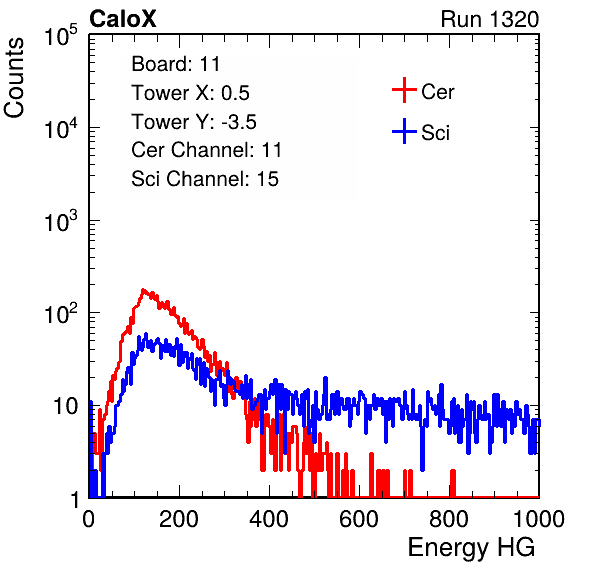 CaloX Run 1320
Counts
Board: 11
Tower X: 0.5
Tower Y: -3.5
Cer Channel: 11
Sci Channel: 15
Cer
Sci
10^5
10^4
10^3
10^2
10
1
0 200 400 600 800 1000
Energy HG